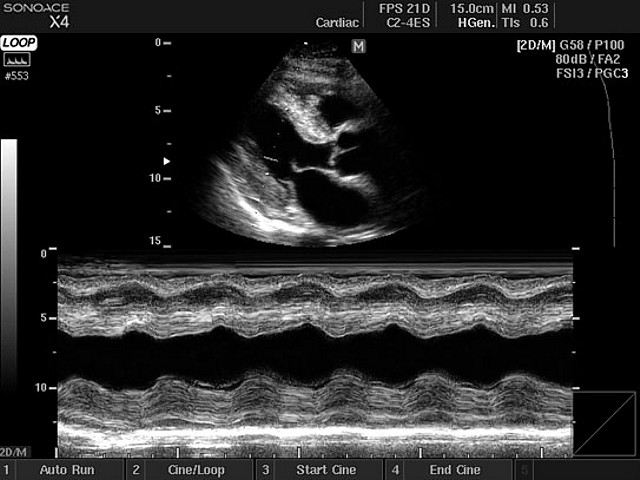 SONOACE
X4
Cardiac
FPS 21D
C2-4ES
15.0cm
HGen.
MI 0.53
TIs 0.6
LOOP
#553
M
[2D/M] G58 / P100
80dB / FA2
FSI3 / PGC3
0
5
10
15
0
5
10
2D/M
1 Auto Run 2 Cine/Loop 3 Start Cine 4 End Cine 5